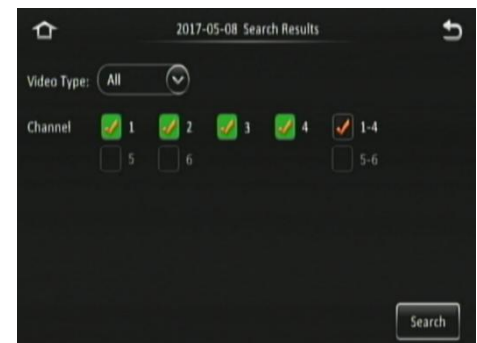 2017-05-08 Search Results
Video Type: All
Channel 1 2 3 4 1-4
5 6 5-6
Search